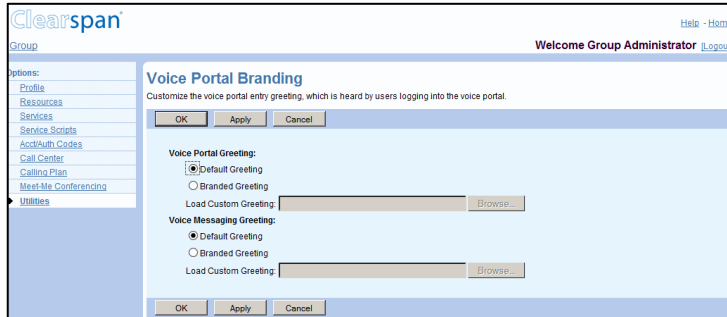 Clearspan
Help - Hom
Group
Welcome Group Administrator [Logou
Options:
Profile
Resources
Services
Service Scripts
Acct/Auth Codes
Call Center
Calling Plan
Meet-Me Conferencing
Utilities
Voice Portal Branding
Customize the voice portal entry greeting, which is heard by users logging into the voice portal.
OK Apply Cancel
Voice Portal Greeting:
Default Greeting
Branded Greeting
Load Custom Greeting: Browse...
Voice Messaging Greeting:
Default Greeting
Branded Greeting
Load Custom Greeting: Browse...
OK Apply Cancel